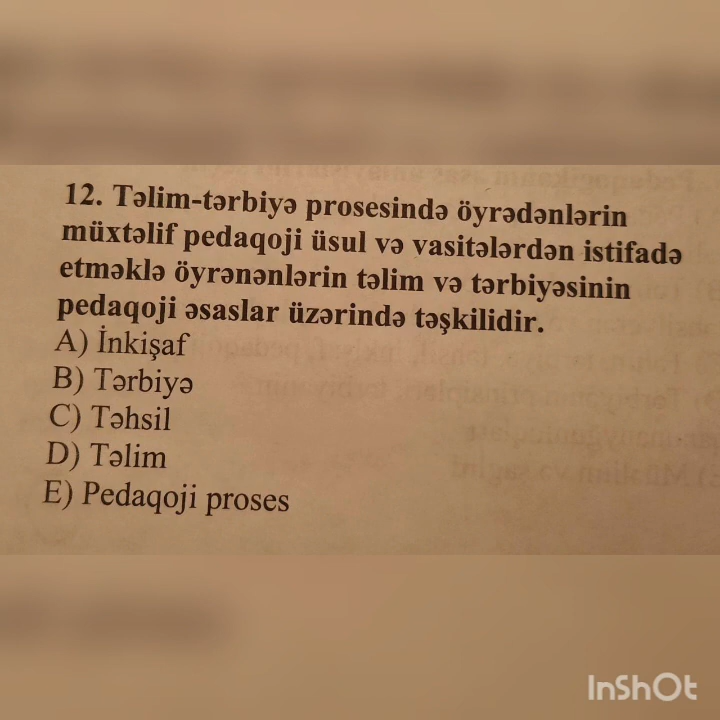 12. Təlim-tərbiyə prosesində öyrədənlərin
müxtəlif pedaqoji üsul və vasitələrdən istifadə
etməklə öyrənənlərin təlim və tərbiyəsinin
pedaqoji əsaslar üzərində təşkilidir.
A) İnkişaf
B) Tərbiyə
C) Təhsil
D) Təlim
E) Pedaqoji proses
InShOt